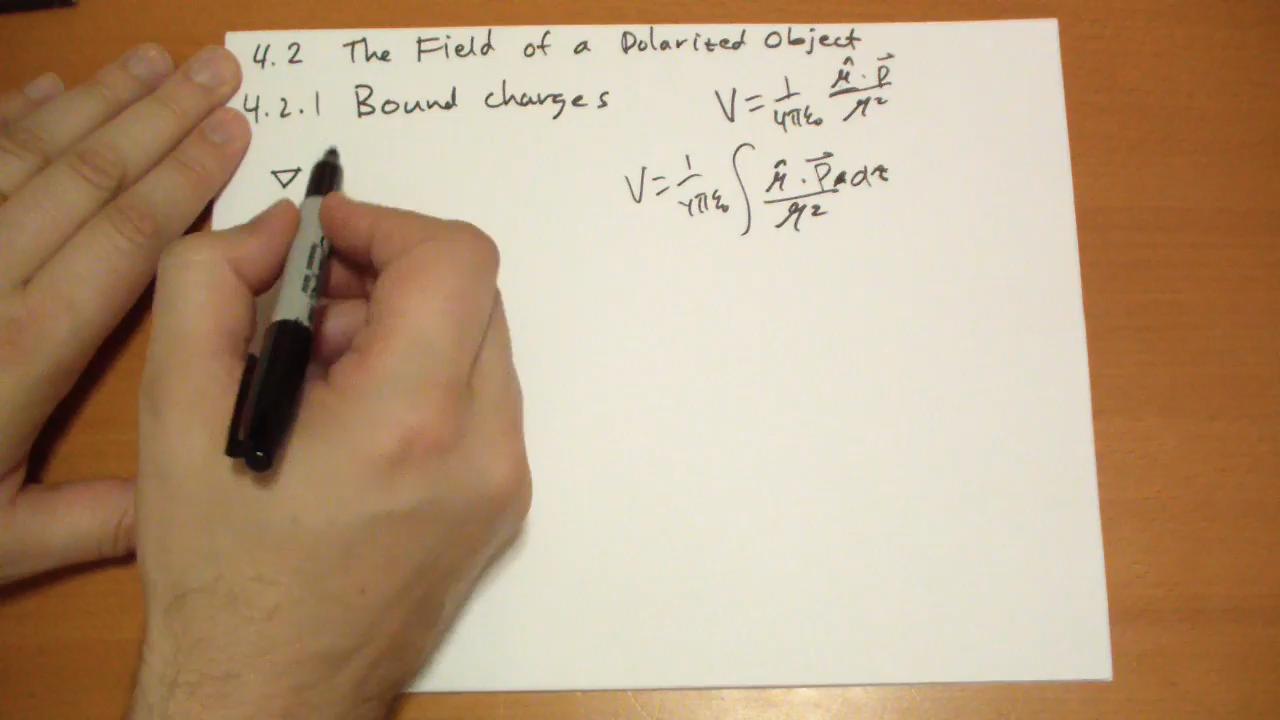 4.2 The Field of a Polarized Object
4.2.1 Bound charges
V = 1/4πε₀ 𝓇̂ · p⃗/𝓇²
V = 1/4πε₀ ∫ 𝓇̂ · P⃗ dτ/𝓇²
▽